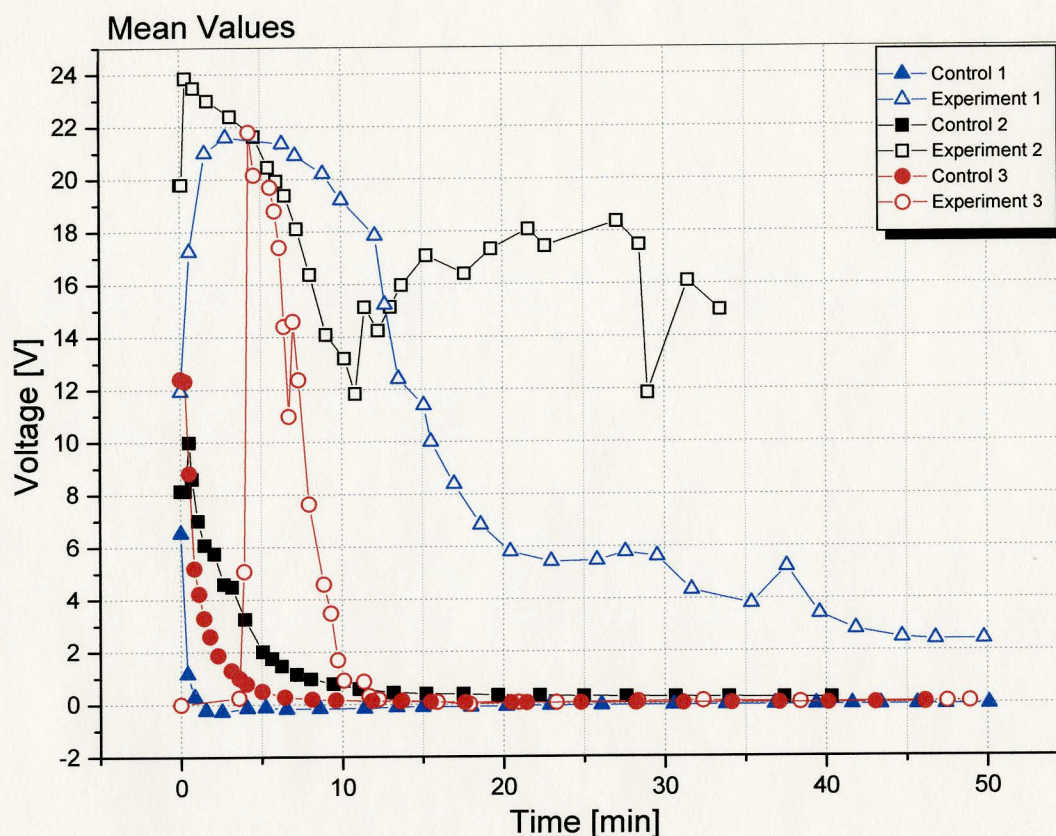 Mean Values
Control 1
Experiment 1
Control 2
Experiment 2
Control 3
Experiment 3
Voltage [V]
24
22
20
18
16
14
12
10
8
6
4
2
0
-2
0
10
20
30
40
50
Time [min]